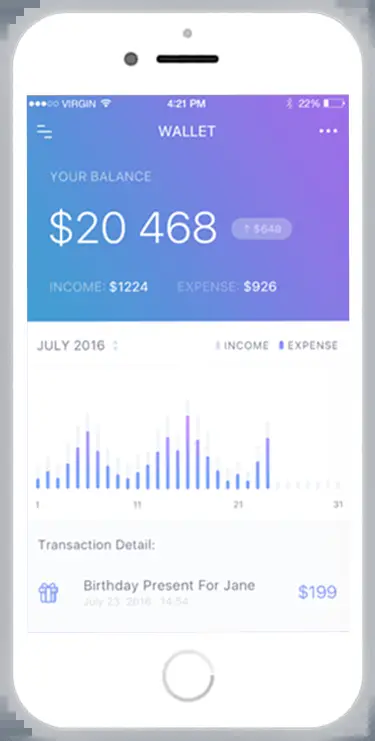 VIRGIN 4:21 PM 22%
WALLET
YOUR BALANCE
$20 468 ↑ $648
INCOME: $1224 EXPENSE: $926
JULY 2016 INCOME EXPENSE
1 11 21 31
Transaction Detail:
Birthday Present For Jane $199
July 23, 2016 14:54